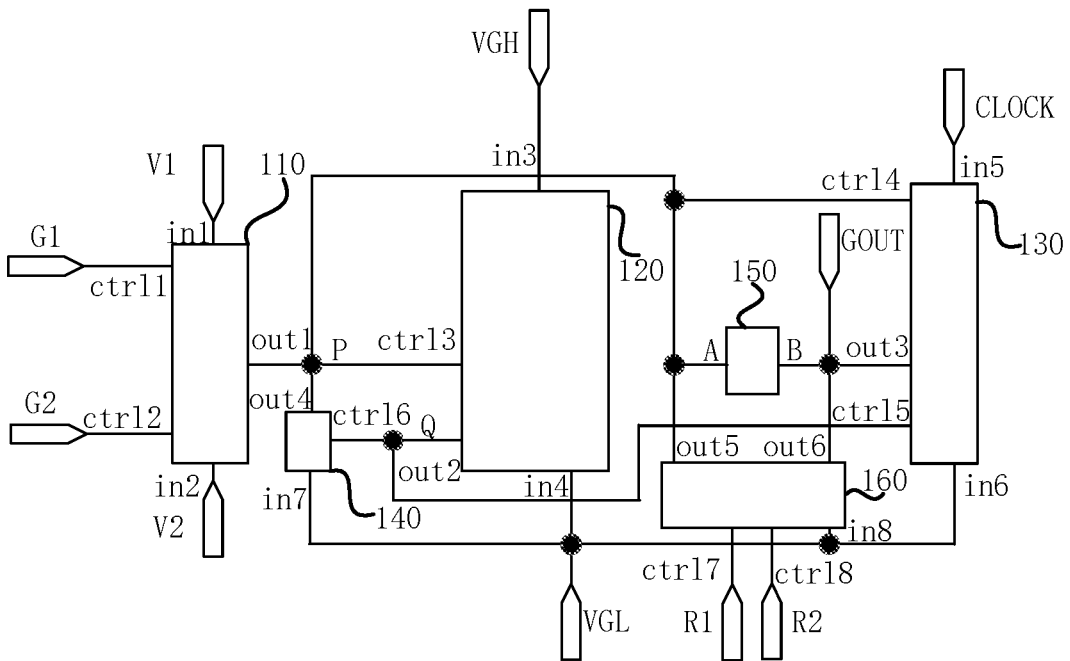 VGH
CLOCK
V1
110
in3
in5
ctrl4
in1
G1
GOUT
130
120
150
ctrl1
out1
P
ctrl3
A
B
out3
out4
G2
ctrl2
ctrl6
Q
ctrl5
out5
out6
out2
in2
in7
140
in4
160
in6
V2
in8
ctrl7
ctrl8
VGL
R1
R2